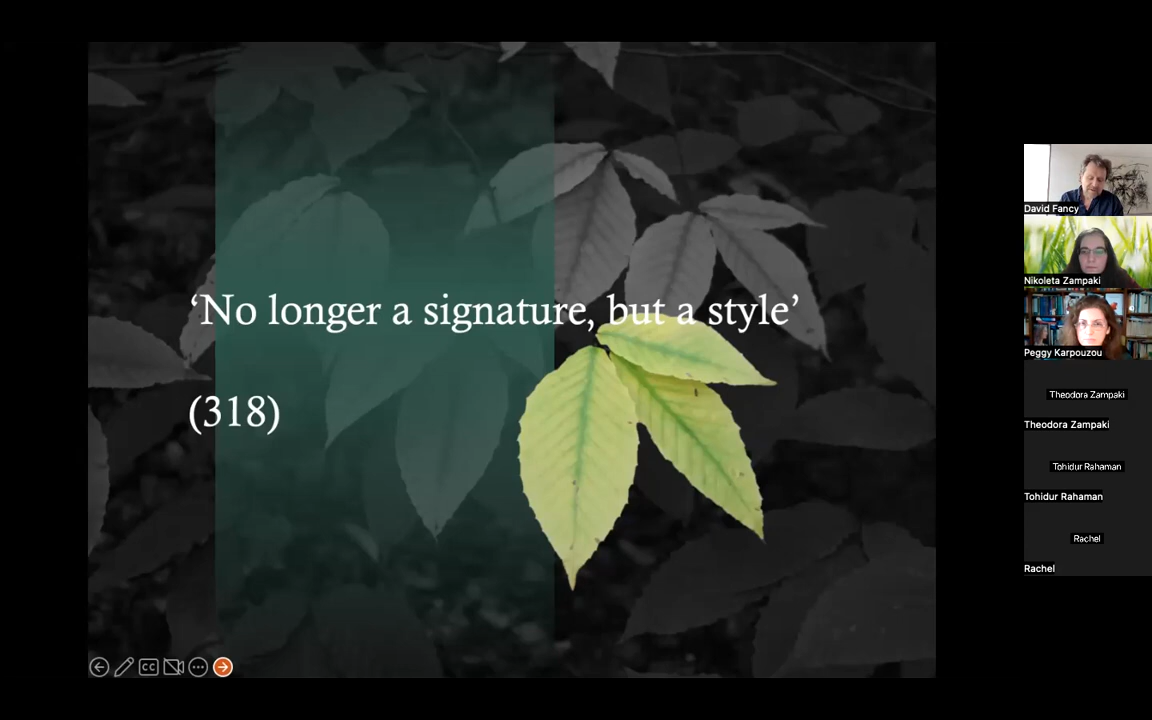 ‘No longer a signature, but a style’
(318)
David Fancy
Nikoleta Zampaki
Peggy Karpouzou
Theodora Zampaki
Theodora Zampaki
Tohidur Rahaman
Tohidur Rahaman
Rachel
Rachel
CC